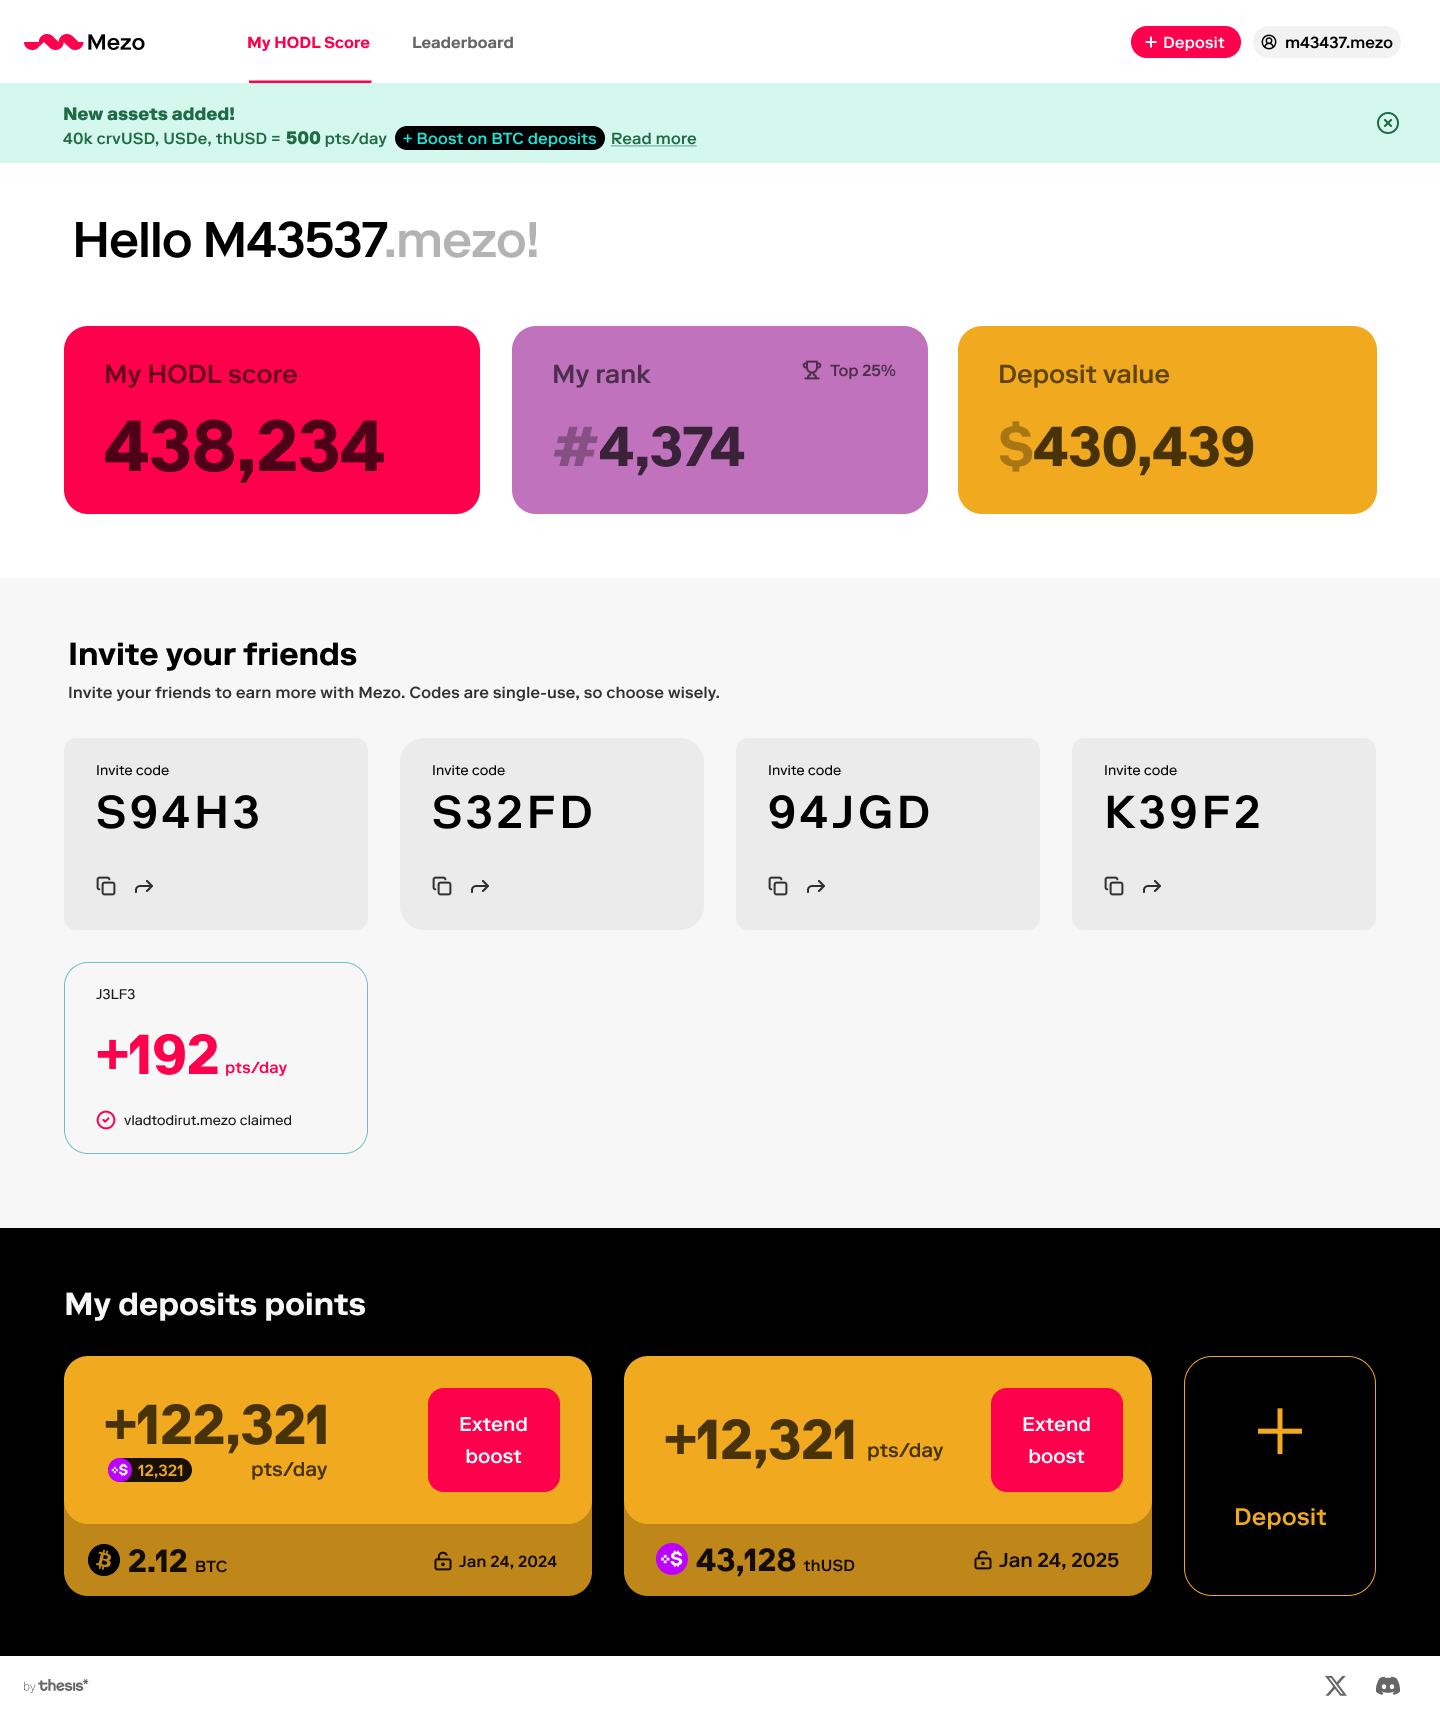 Mezo
My HODL Score
Leaderboard
+ Deposit
m43437.mezo
New assets added!
40k crvUSD, USDe, thUSD = 500 pts/day + Boost on BTC deposits Read more
Hello M43537.mezo!
My HODL score
438,234
My rank
Top 25%
#4,374
Deposit value
$430,439
Invite your friends
Invite your friends to earn more with Mezo. Codes are single-use, so choose wisely.
Invite code
S94H3
Invite code
S32FD
Invite code
94JGD
Invite code
K39F2
J3LF3
+192 pts/day
vladtodirut.mezo claimed
My deposits points
+122,321
$ 12,321
pts/day
Extend
boost
2.12 BTC
Jan 24, 2024
+12,321 pts/day
Extend
boost
$ 43,128 thUSD
Jan 24, 2025
+
Deposit
by thesis*